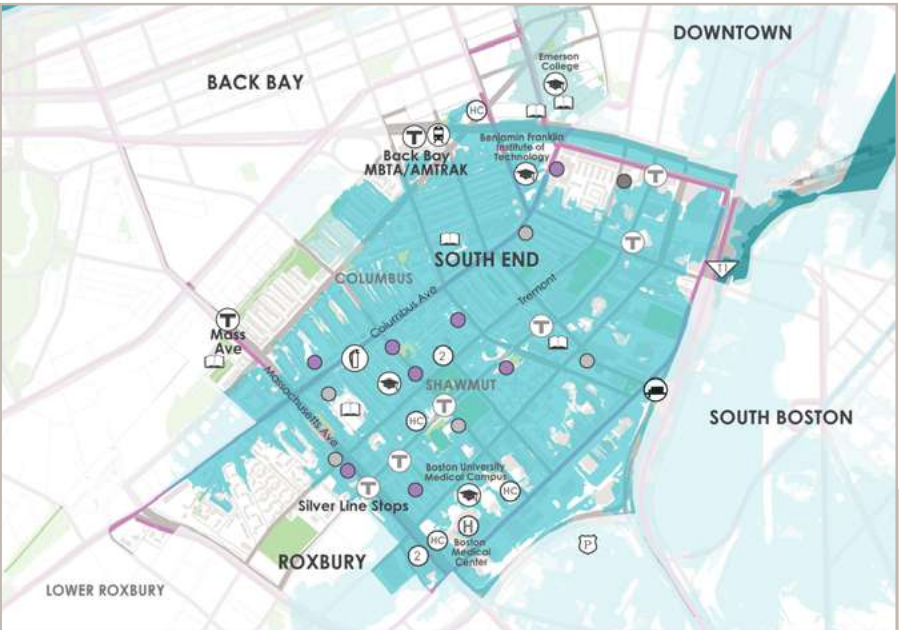 DOWNTOWN
Emerson
College
BACK BAY
HC
Benjamin Franklin
Institute of
Technology
T
Back Bay
MBTA/AMTRAK
T
T
SOUTH END
COLUMBUS
Columbus Ave
Tremont
T
Mass
Ave
T
2
SHAWMUT
T
HC
SOUTH BOSTON
Massachusetts Ave
T
Boston University
Medical Campus
T
HC
Silver Line Stops
H
HC
Boston
Medical
Center
2
P
ROXBURY
LOWER ROXBURY